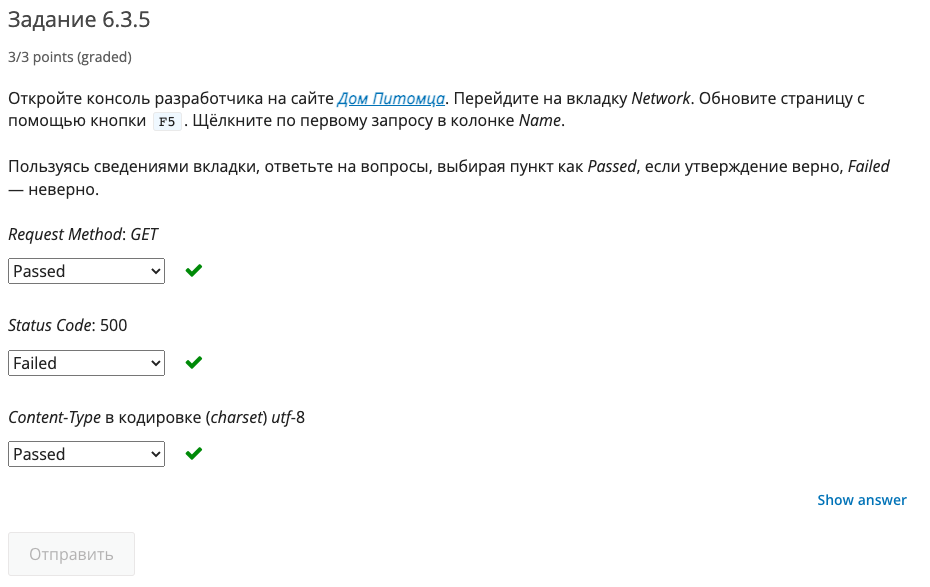 Задание 6.3.5
3/3 points (graded)
Откройте консоль разработчика на сайте Дом Питомца. Перейдите на вкладку Network. Обновите страницу с
помощью кнопки F5. Щёлкните по первому запросу в колонке Name.
Пользуясь сведениями вкладки, ответьте на вопросы, выбирая пункт как Passed, если утверждение верно, Failed
— неверно.
Request Method: GET
Passed
Status Code: 500
Failed
Content-Type в кодировке (charset) utf-8
Passed
Show answer
Отправить